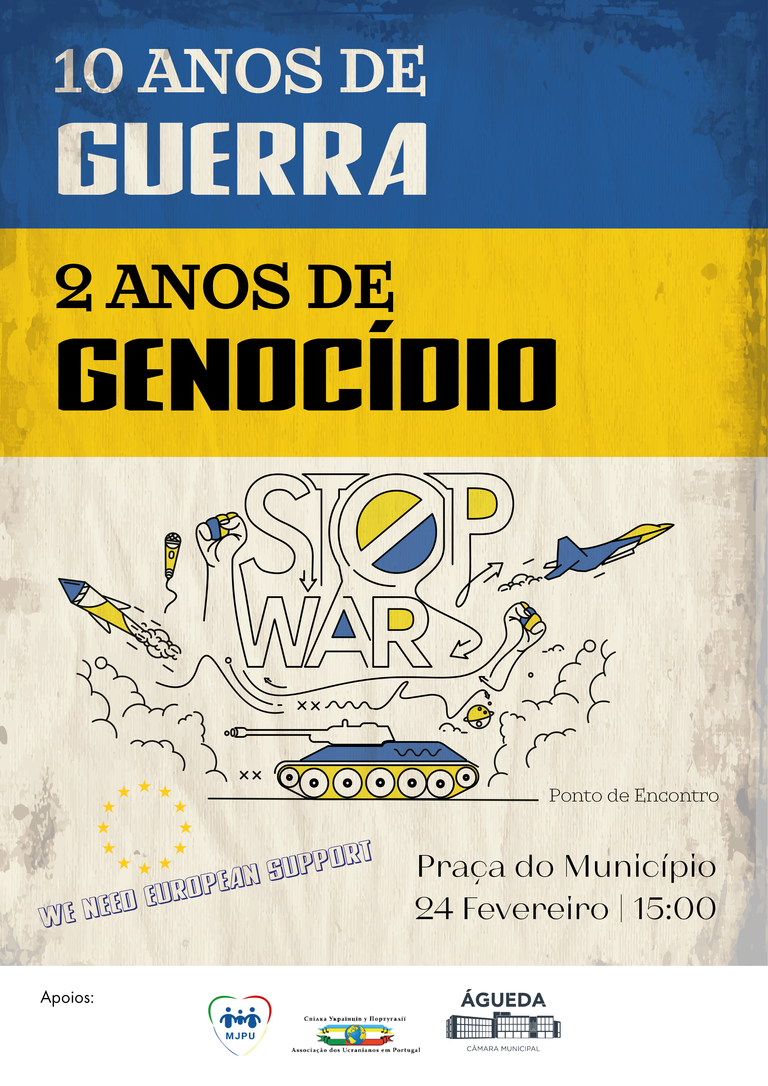 10 ANOS DE
GUERRA
2 ANOS DE
GENOCÍDIO
STOP
WAR
Ponto de Encontro
WE NEED EUROPEAN SUPPORT
Praça do Município
24 Fevereiro | 15:00
Apoios:
MJPU
Спілка Українців у Португалії
Associação dos Ucranianos em Portugal
ÁGUEDA
CÂMARA MUNICIPAL